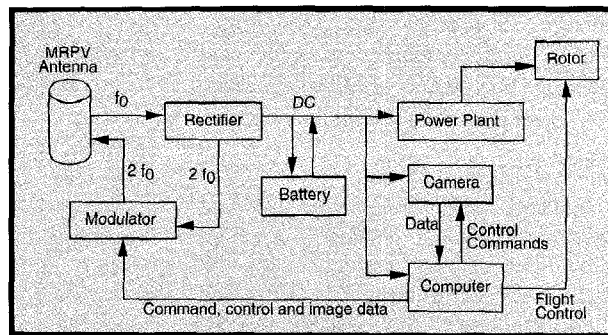 MRPV
Antenna
f0
Rectifier
DC
Power Plant
Rotor
2 f0
2 f0
Battery
Camera
Modulator
Data
Control
Commands
Computer
Command, control and image data
Flight
Control